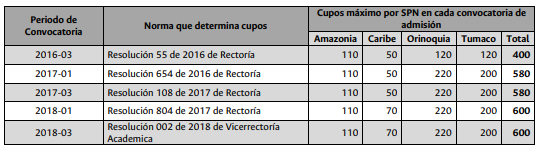 Periodo de Convocatoria | Norma que determina cupos | Cupos máximo por SPN en cada convocatoria de admisión
Amazonia | Caribe | Orinoquia | Tumaco | Total
2016-03 | Resolución 55 de 2016 de Rectoría | 110 | 50 | 120 | 120 | 400
2017-01 | Resolución 654 de 2016 de Rectoría | 110 | 50 | 220 | 200 | 580
2017-03 | Resolución 108 de 2017 de Rectoría | 110 | 50 | 220 | 200 | 580
2018-01 | Resolución 804 de 2017 de Rectoría | 110 | 70 | 220 | 200 | 600
2018-03 | Resolución 002 de 2018 de Vicerrectoría Academica | 110 | 70 | 220 | 200 | 600